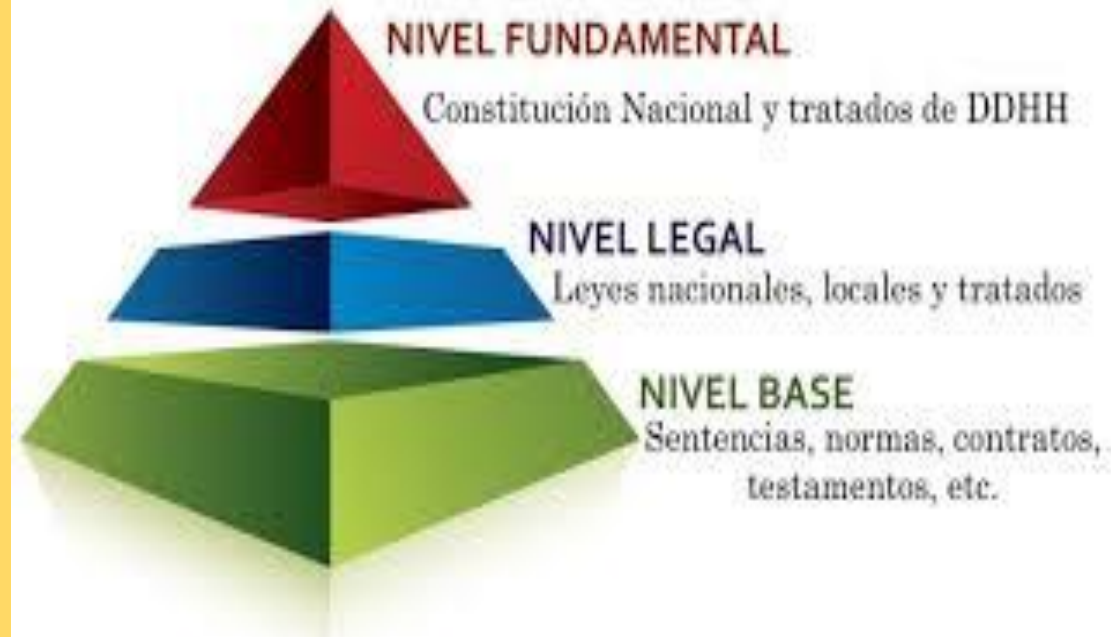 NIVEL FUNDAMENTAL
Constitución Nacional y tratados de DDHH
NIVEL LEGAL
Leyes nacionales, locales y tratados
NIVEL BASE
Sentencias, normas, contratos,
testamentos, etc.